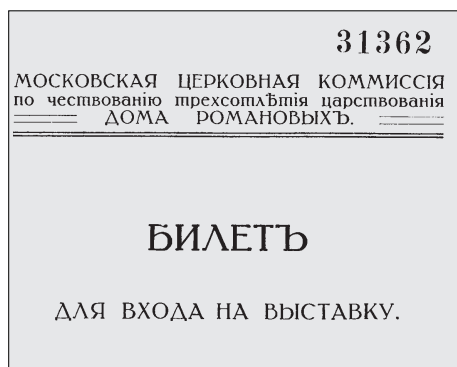 31362
МОСКОВСКАЯ ЦЕРКОВНАЯ КОММИССІЯ
по чествованію трехсотлѣтія царствованія
ДОМА РОМАНОВЫХЪ.
БИЛЕТЪ
ДЛЯ ВХОДА НА ВЫСТАВКУ.